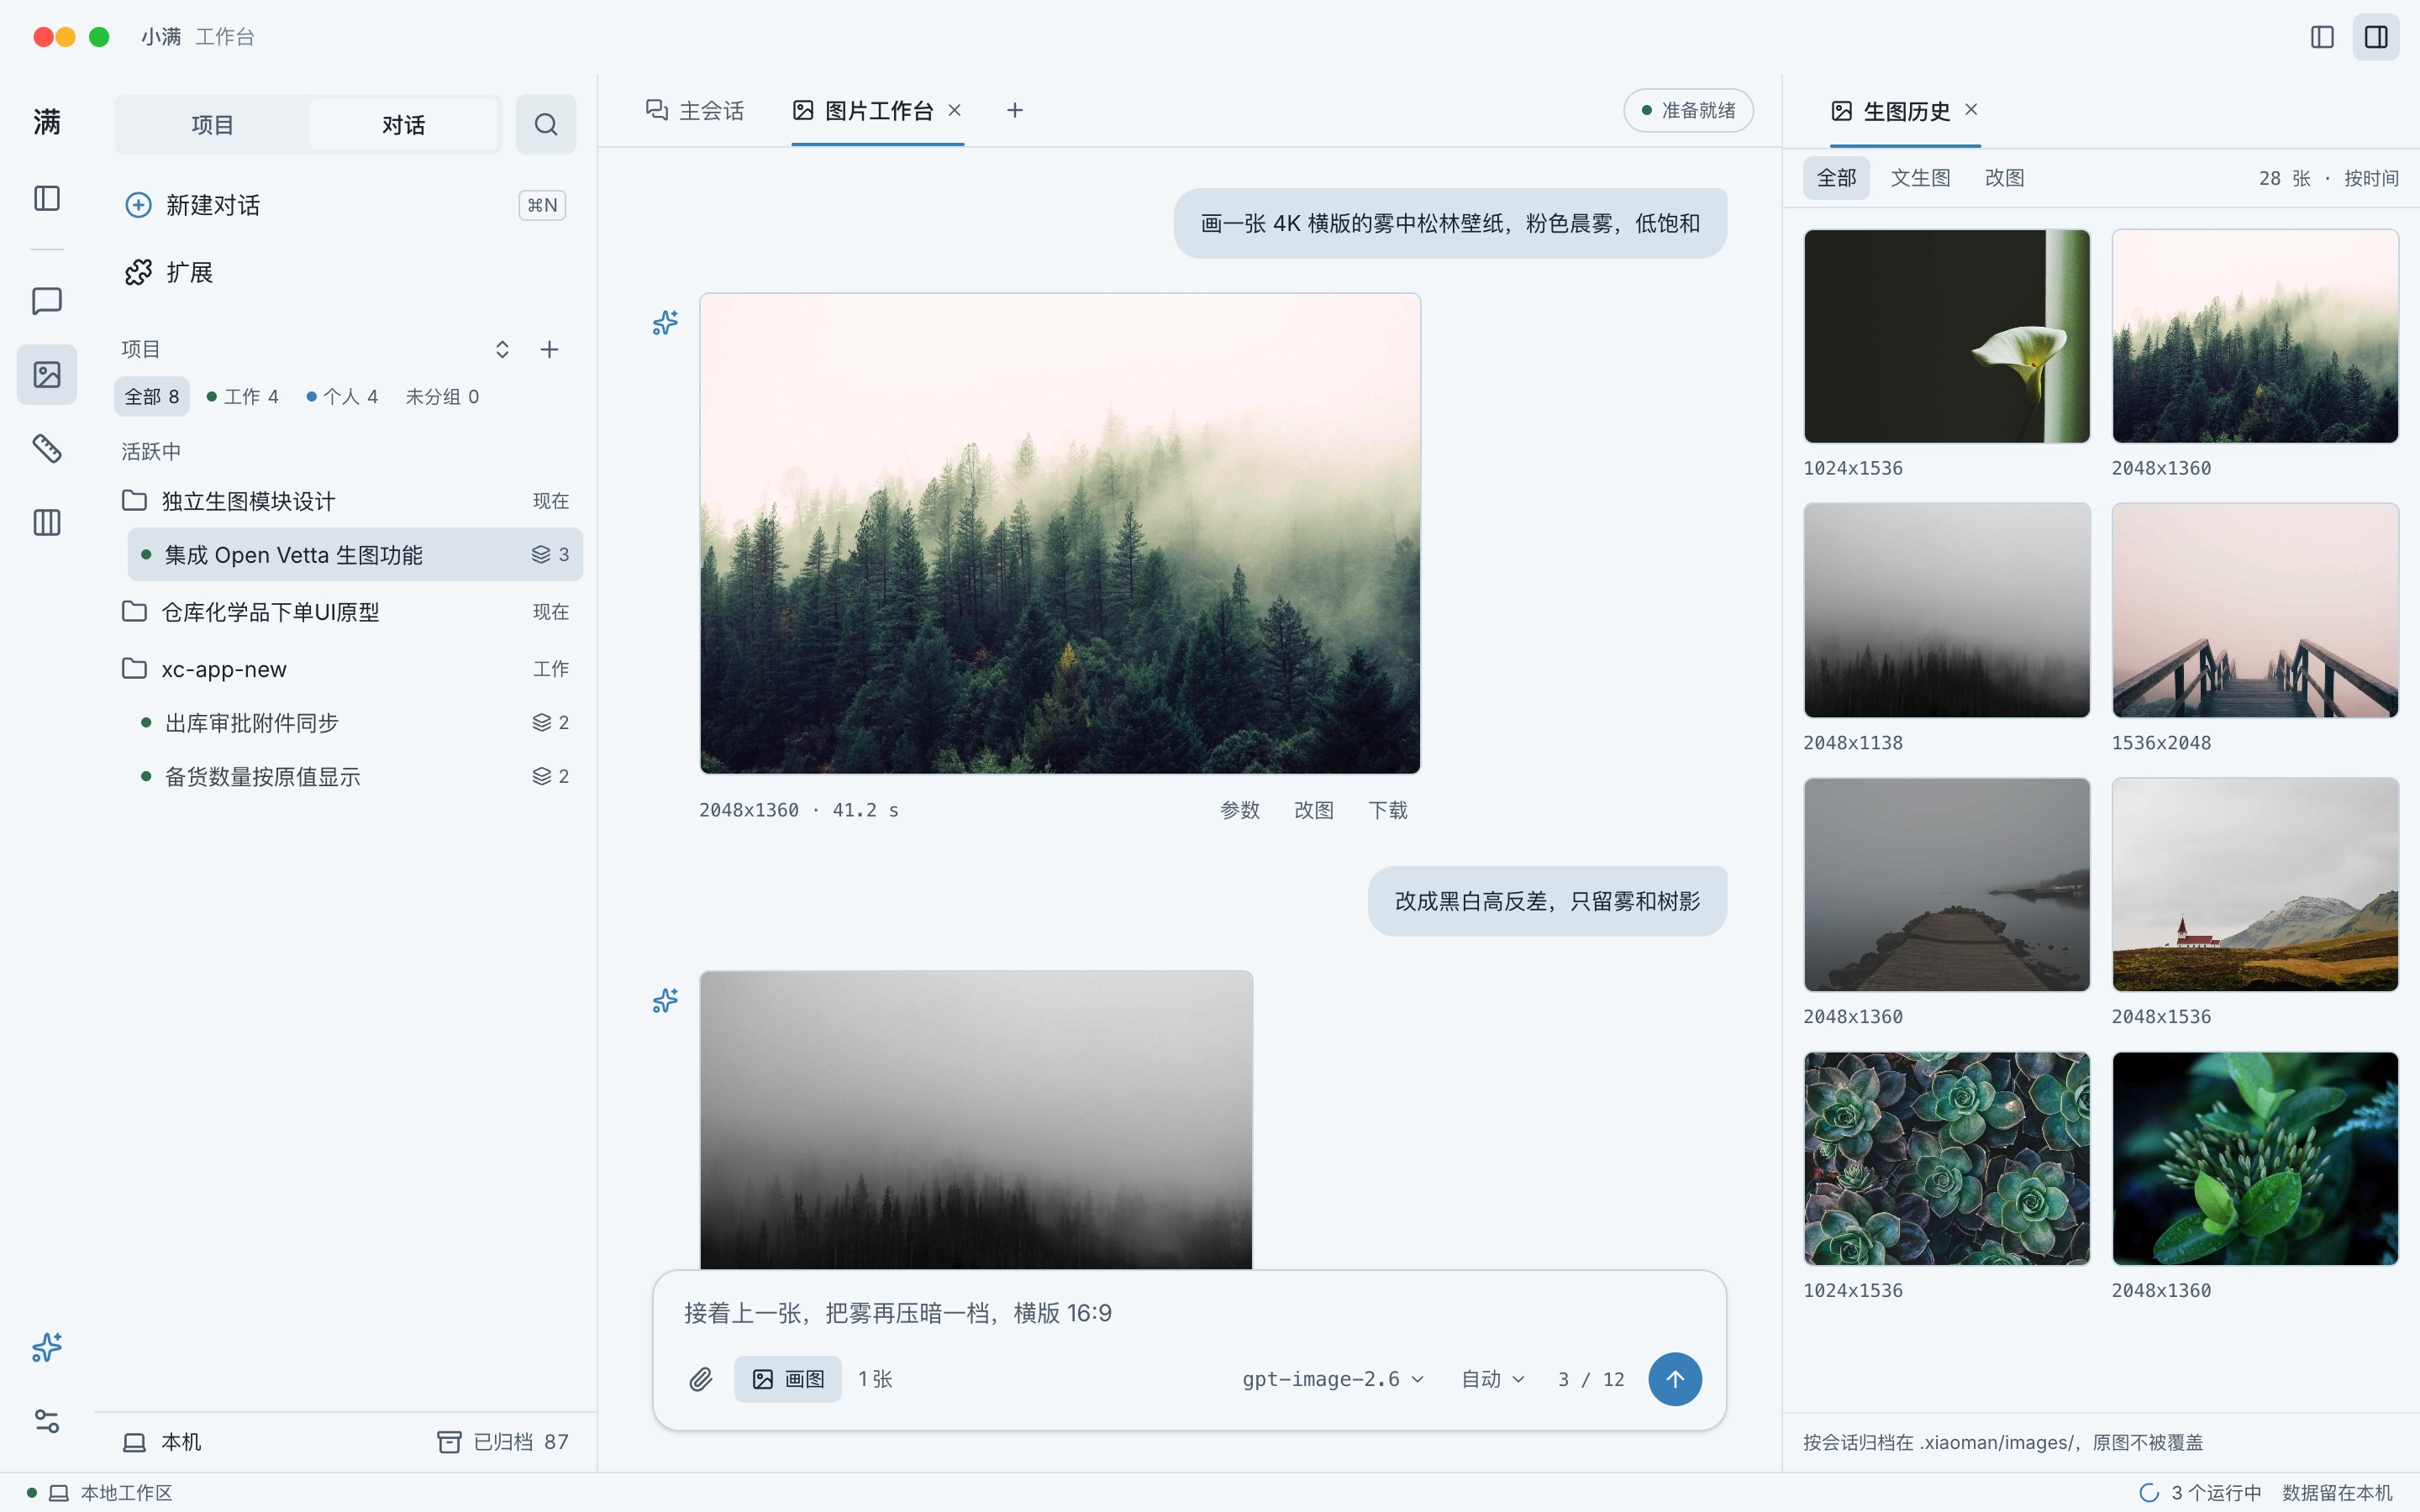 小满 工作台
满
项目 对话
新建对话 ⌘N
扩展
项目
全部 8 工作 4 个人 4 未分组 0
活跃中
独立生图模块设计 现在
集成 Open Vetta 生图功能 3
仓库化学品下单UI原型 现在
xc-app-new 工作
出库审批附件同步 2
备货数量按原值显示 2
本机 已归档 87
主会话 图片工作台 准备就绪
画一张 4K 横版的雾中松林壁纸，粉色晨雾，低饱和
2048x1360 · 41.2 s 参数 改图 下载
改成黑白高反差，只留雾和树影
接着上一张，把雾再压暗一档，横版 16:9
画图 1 张 gpt-image-2.6 自动 3 / 12
生图历史
全部 文生图 改图 28 张 · 按时间
1024x1536 2048x1360
2048x1138 1536x2048
2048x1360 2048x1536
1024x1536 2048x1360
按会话归档在 .xiaoman/images/，原图不被覆盖
本地工作区 3 个运行中 数据留在本机